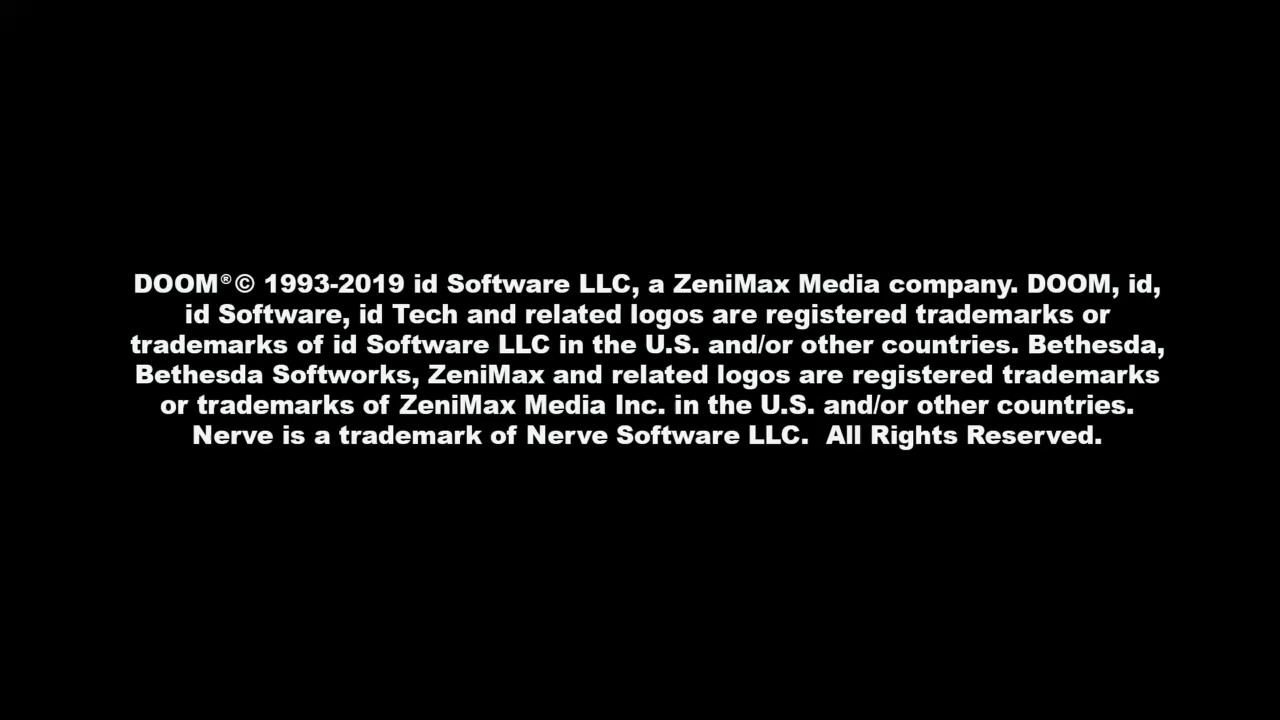 DOOM®© 1993-2019 id Software LLC, a ZeniMax Media company. DOOM, id,
id Software, id Tech and related logos are registered trademarks or
trademarks of id Software LLC in the U.S. and/or other countries. Bethesda,
Bethesda Softworks, ZeniMax and related logos are registered trademarks
or trademarks of ZeniMax Media Inc. in the U.S. and/or other countries.
Nerve is a trademark of Nerve Software LLC.  All Rights Reserved.